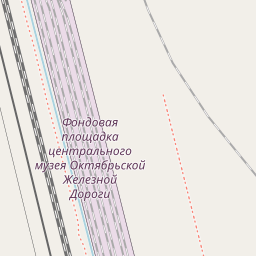 Фондовая
площадка
центрального
музея Октябрьской
Железной
Дороги